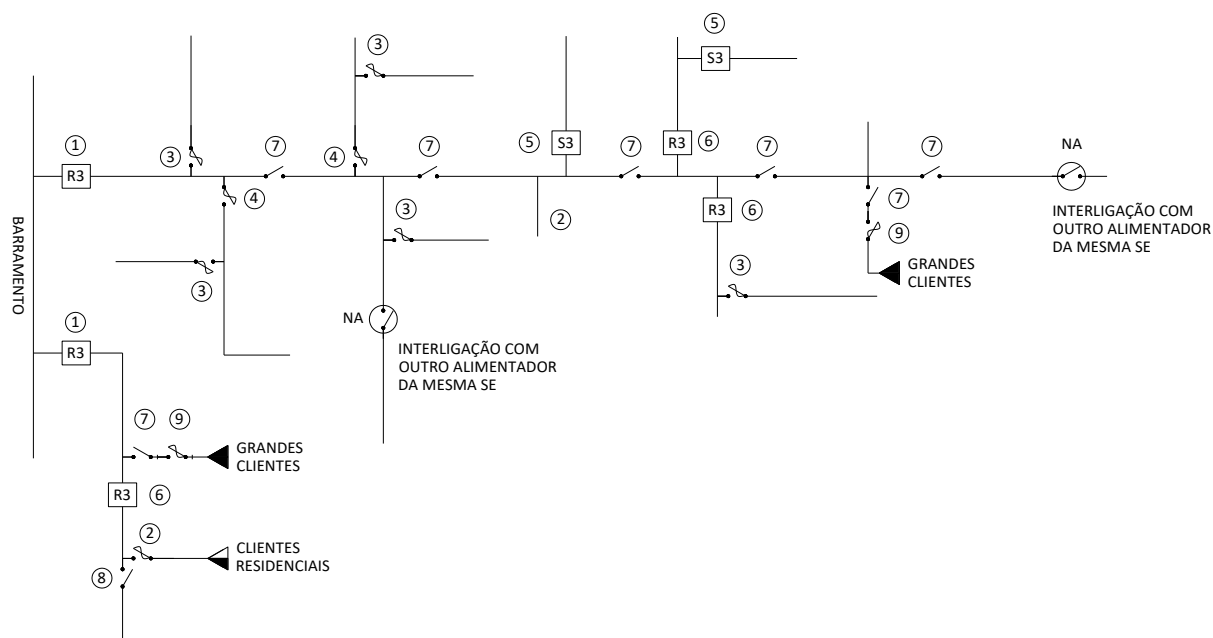 5
3
S3
1
5
6
R3
3
7
4
7
S3
R3
7
7
7
NA
4
3
2
R3
6
7
9
INTERLIGAÇÃO COM
OUTRO ALIMENTADOR
DA MESMA SE
BARRAMENTO
3
3
GRANDES
CLIENTES
1
NA
R3
INTERLIGAÇÃO COM
OUTRO ALIMENTADOR
DA MESMA SE
7
9
GRANDES
CLIENTES
R3
6
2
CLIENTES
RESIDENCIAIS
8